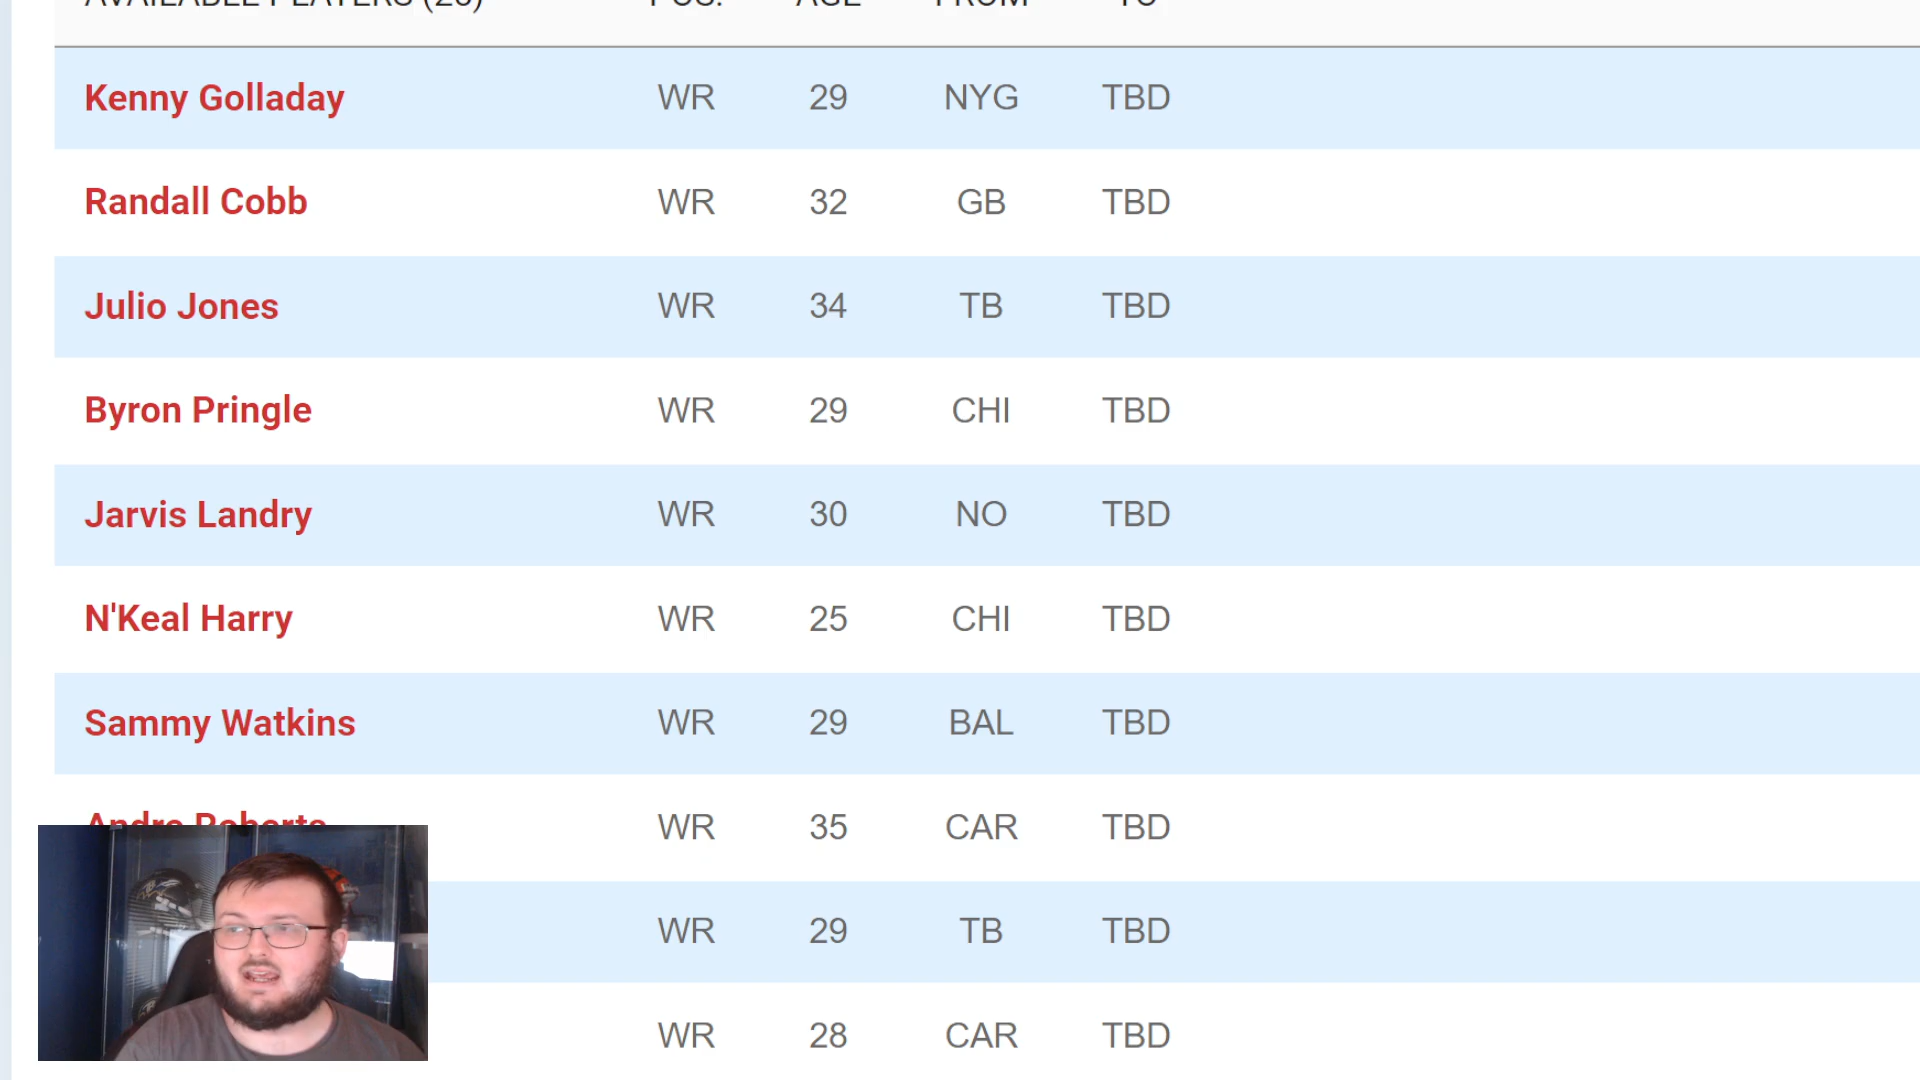 AVAILABLE PLAYERS POS. AGE FROM TO
Kenny Golladay WR 29 NYG TBD
Randall Cobb WR 32 GB TBD
Julio Jones WR 34 TB TBD
Byron Pringle WR 29 CHI TBD
Jarvis Landry WR 30 NO TBD
N'Keal Harry WR 25 CHI TBD
Sammy Watkins WR 29 BAL TBD
Andre Roberts WR 35 CAR TBD
WR 29 TB TBD
WR 28 CAR TBD